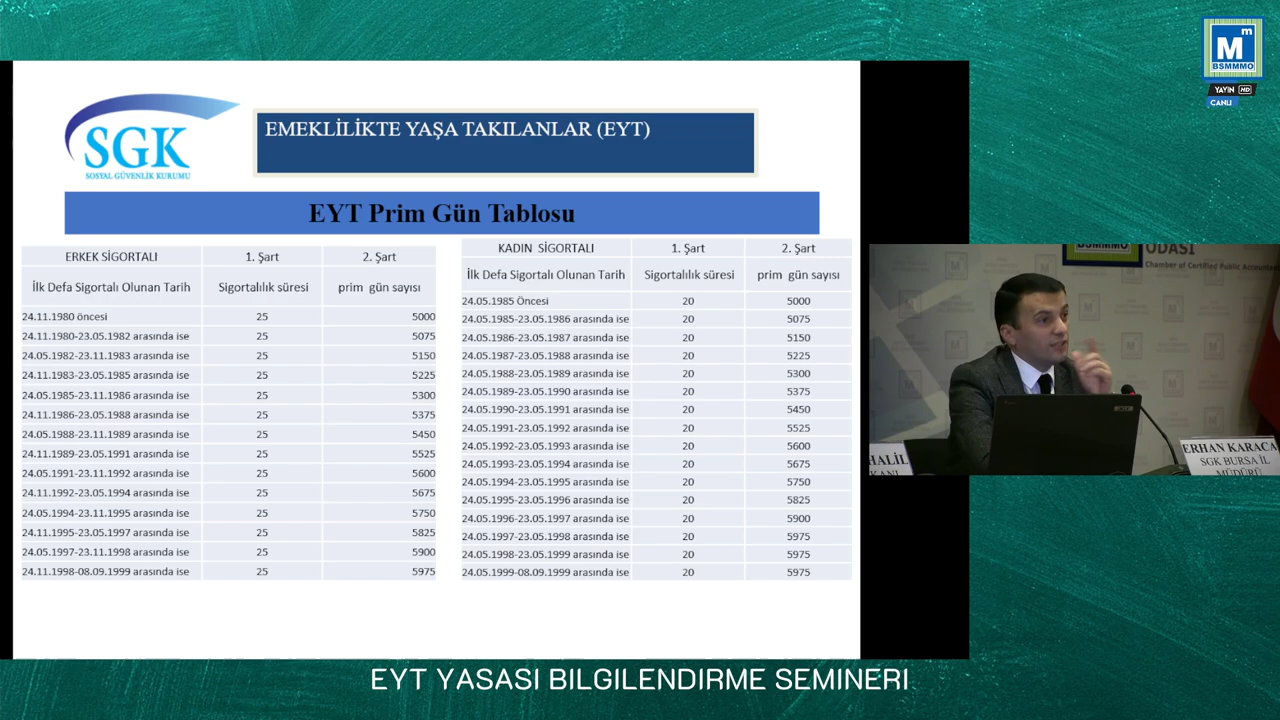 M m
BSMMMO
YAYIN HD
CANLI
SGK
SOSYAL GÜVENLİK KURUMU
EMEKLİLİKTE YAŞA TAKILANLAR (EYT)
EYT Prim Gün Tablosu
ERKEK SİGORTALI 1. Şart 2. Şart
İlk Defa Sigortalı Olunan Tarih Sigortalılık süresi prim gün sayısı
24.11.1980 öncesi 25 5000
24.11.1980-23.05.1982 arasında ise 25 5075
24.05.1982-23.11.1983 arasında ise 25 5150
24.11.1983-23.05.1985 arasında ise 25 5225
24.05.1985-23.11.1986 arasında ise 25 5300
24.11.1986-23.05.1988 arasında ise 25 5375
24.05.1988-23.11.1989 arasında ise 25 5450
24.11.1989-23.05.1991 arasında ise 25 5525
24.05.1991-23.11.1992 arasında ise 25 5600
24.11.1992-23.05.1994 arasında ise 25 5675
24.05.1994-23.11.1995 arasında ise 25 5750
24.11.1995-23.05.1997 arasında ise 25 5825
24.05.1997-23.11.1998 arasında ise 25 5900
24.11.1998-08.09.1999 arasında ise 25 5975
KADIN SİGORTALI 1. Şart 2. Şart
İlk Defa Sigortalı Olunan Tarih Sigortalılık süresi prim gün sayısı
24.05.1985 Öncesi 20 5000
24.05.1985-23.05.1986 arasında ise 20 5075
24.05.1986-23.05.1987 arasında ise 20 5150
24.05.1987-23.05.1988 arasında ise 20 5225
24.05.1988-23.05.1989 arasında ise 20 5300
24.05.1989-23.05.1990 arasında ise 20 5375
24.05.1990-23.05.1991 arasında ise 20 5450
24.05.1991-23.05.1992 arasında ise 20 5525
24.05.1992-23.05.1993 arasında ise 20 5600
24.05.1993-23.05.1994 arasında ise 20 5675
24.05.1994-23.05.1995 arasında ise 20 5750
24.05.1995-23.05.1996 arasında ise 20 5825
24.05.1996-23.05.1997 arasında ise 20 5900
24.05.1997-23.05.1998 arasında ise 20 5975
24.05.1998-23.05.1999 arasında ise 20 5975
24.05.1999-08.09.1999 arasında ise 20 5975
BSMMMO
ODASI
Chamber of Certified Public Accountants
HALİL
KANI
ERHAN KARACA
SGK BURSA İL
MÜDÜRÜ
EYT YASASI BILGILENDIRME SEMINERI